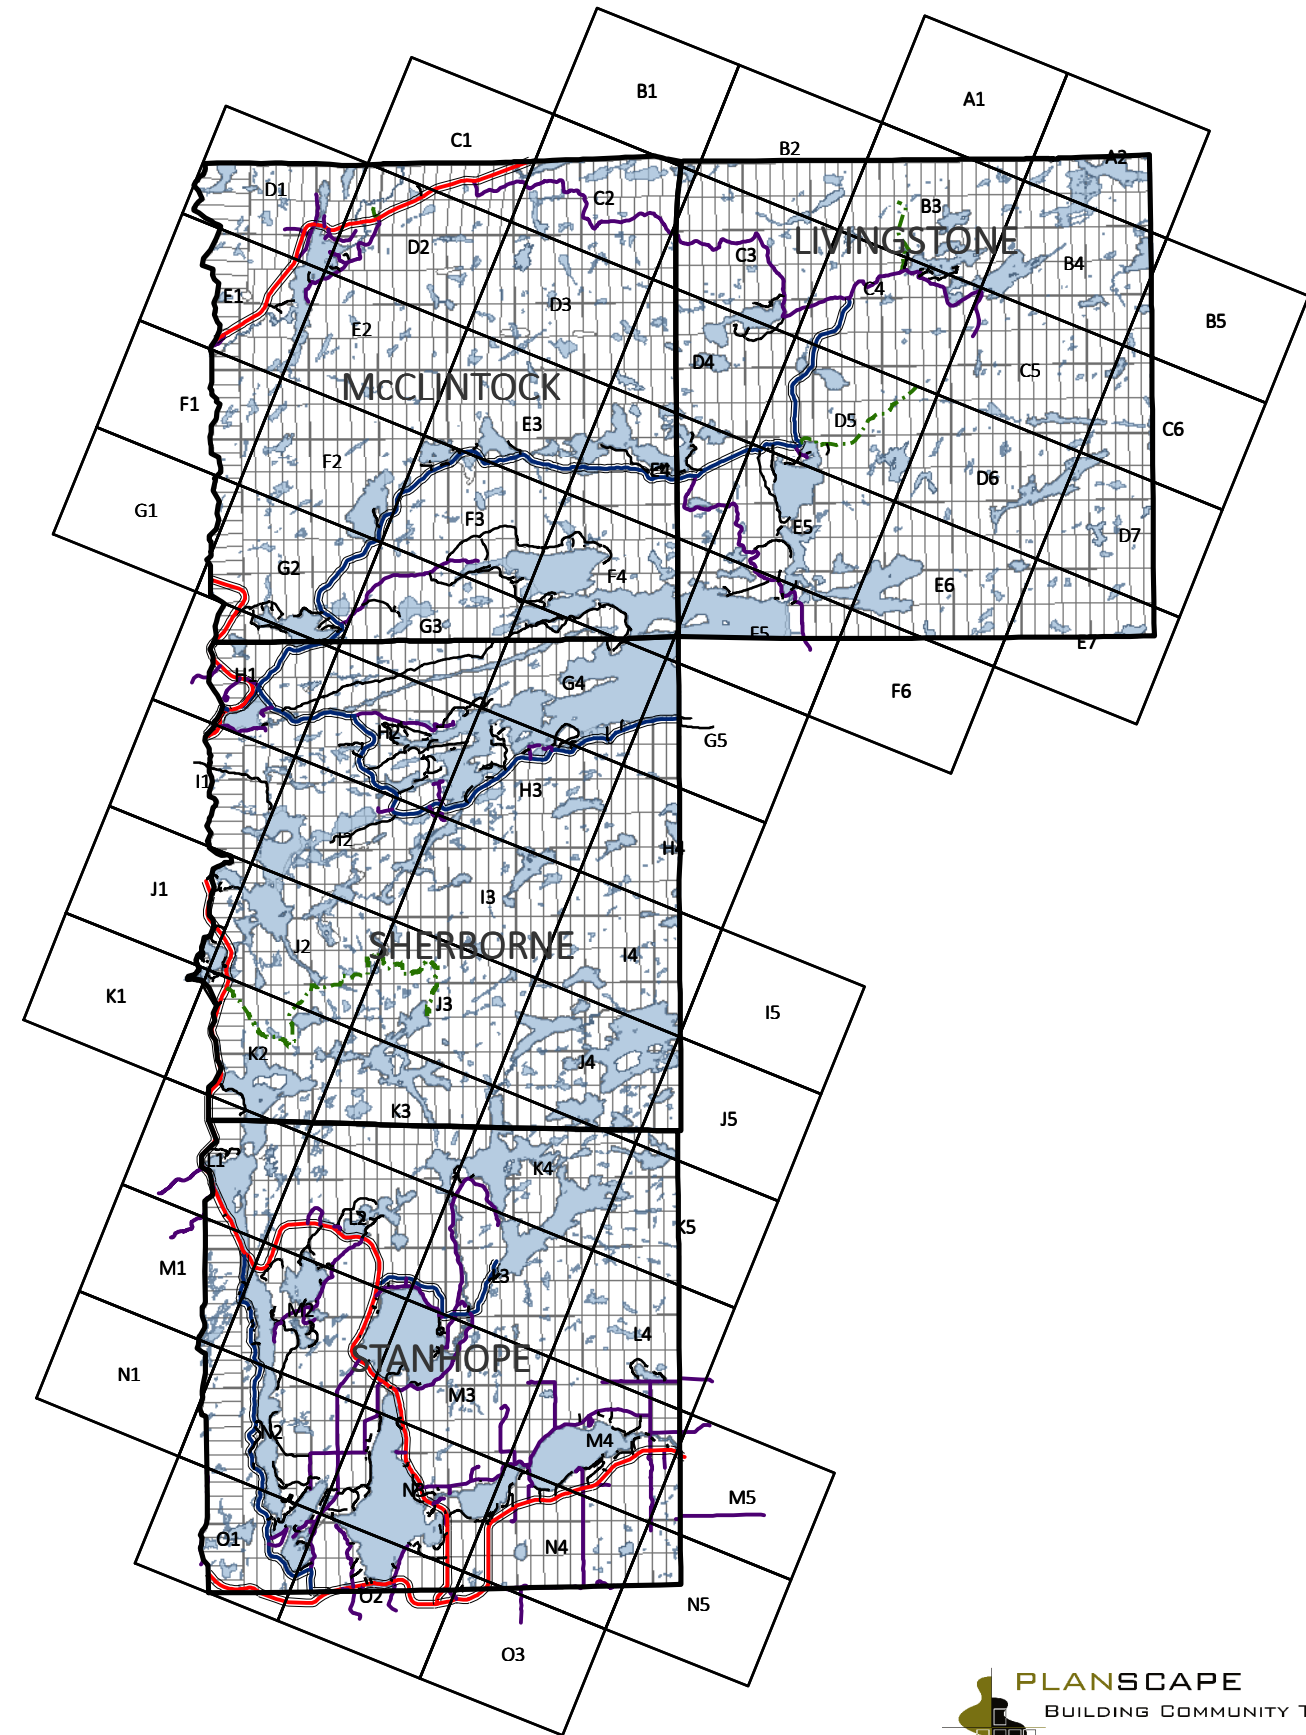 B1
A1
C1
B2
A2
D1
C2
B3
D2
LIVINGSTONE
C3
B4
E1
C4
D3
B5
E2
D4
C5
McCLINTOCK
F1
E3
D5
C6
F2
E4
D6
G1
F3
E5
D7
G2
F4
E6
G3
F5
E7
H1
G4
F6
H2
G5
I1
H3
I2
H4
J1
I3
J2
SHERBORNE
I4
K1
J3
I5
K2
J4
K3
J5
L1
K4
L2
K5
M1
L3
M2
L4
N1
STANHOPE
M3
N2
M4
N3
M5
O1
N4
O2
N5
O3
PLANSCAPE
BUILDING COMMUNITY T